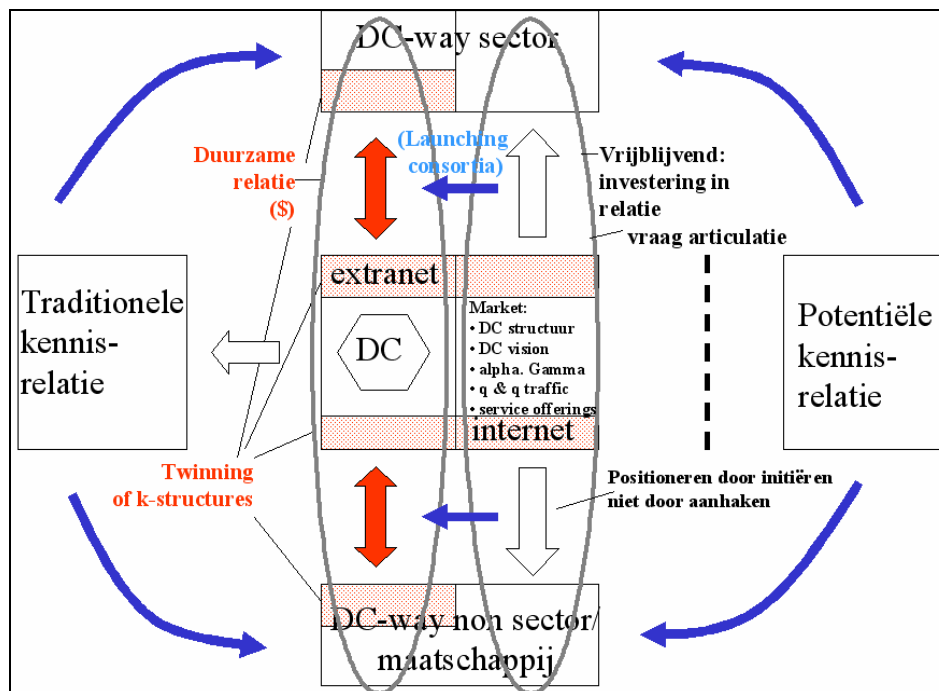 DC-way sector
(Launching
consortia)
Duurzame
relatie
($)
Vrijblijvend:
investering in
relatie
vraag articulatie
extranet
Traditionele
kennis-
relatie
DC
Market:
• DC structuur
• DC vision
• alpha. Gamma
• q & q traffic
• service offerings
internet
Potentiële
kennis-
relatie
Twinning
of k-structures
Positioneren door initiëren
niet door aanhaken
DC-way non sector/
maatschappij